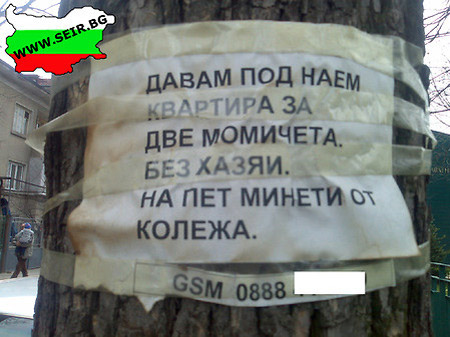 WWW.SEIR.BG
ДАВАМ ПОД НАЕМ
КВАРТИРА ЗА
ДВЕ МОМИЧЕТА.
БЕЗ ХАЗЯИ.
НА ПЕТ МИНЕТИ ОТ
КОЛЕЖА.
GSM 0888